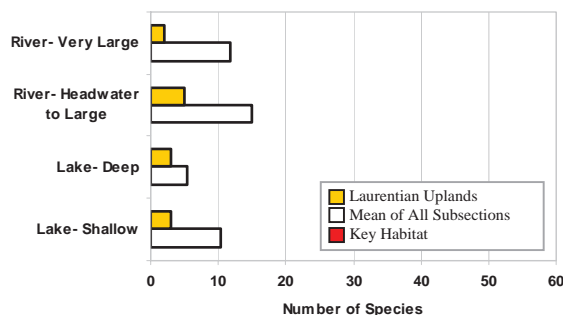 River- Very Large
River- Headwater
to Large
Lake- Deep
Lake- Shallow
Laurentian Uplands
Mean of All Subsections
Key Habitat
0 10 20 30 40 50 60
Number of Species